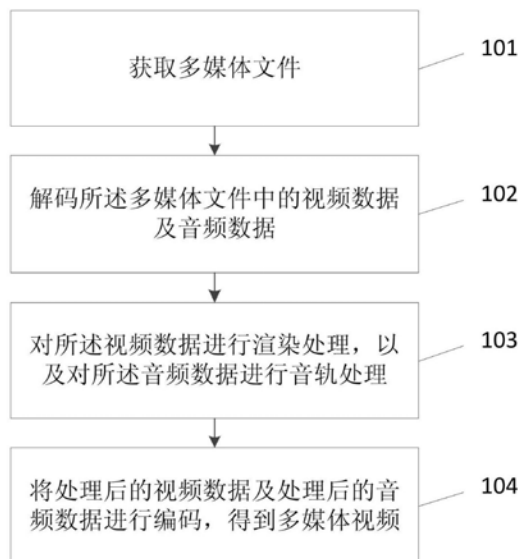 获取多媒体文件
101
解码所述多媒体文件中的视频数据
及音频数据
102
对所述视频数据进行渲染处理，以
及对所述音频数据进行音轨处理
103
将处理后的视频数据及处理后的音
频数据进行编码，得到多媒体视频
104